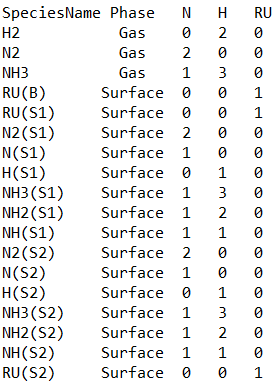 SpeciesName Phase N H RU
H2 Gas 0 2 0
N2 Gas 2 0 0
NH3 Gas 1 3 0
RU(B) Surface 0 0 1
RU(S1) Surface 0 0 1
N2(S1) Surface 2 0 0
N(S1) Surface 1 0 0
H(S1) Surface 0 1 0
NH3(S1) Surface 1 3 0
NH2(S1) Surface 1 2 0
NH(S1) Surface 1 1 0
N2(S2) Surface 2 0 0
N(S2) Surface 1 0 0
H(S2) Surface 0 1 0
NH3(S2) Surface 1 3 0
NH2(S2) Surface 1 2 0
NH(S2) Surface 1 1 0
RU(S2) Surface 0 0 1